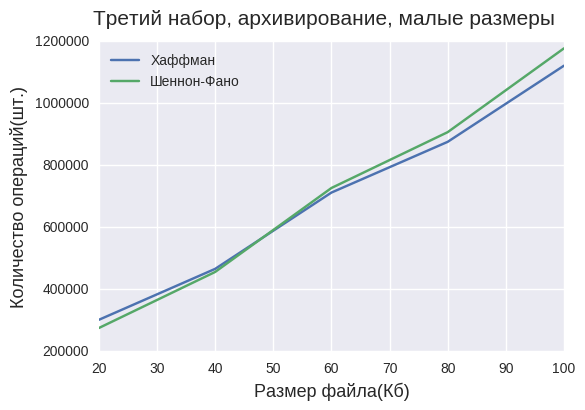 Третий набор, архивирование, малые размеры
1200000
1000000
800000
600000
400000
200000
Количество операций(шт.)
Хаффман
Шеннон-Фано
20 30 40 50 60 70 80 90 100
Размер файла(Кб)